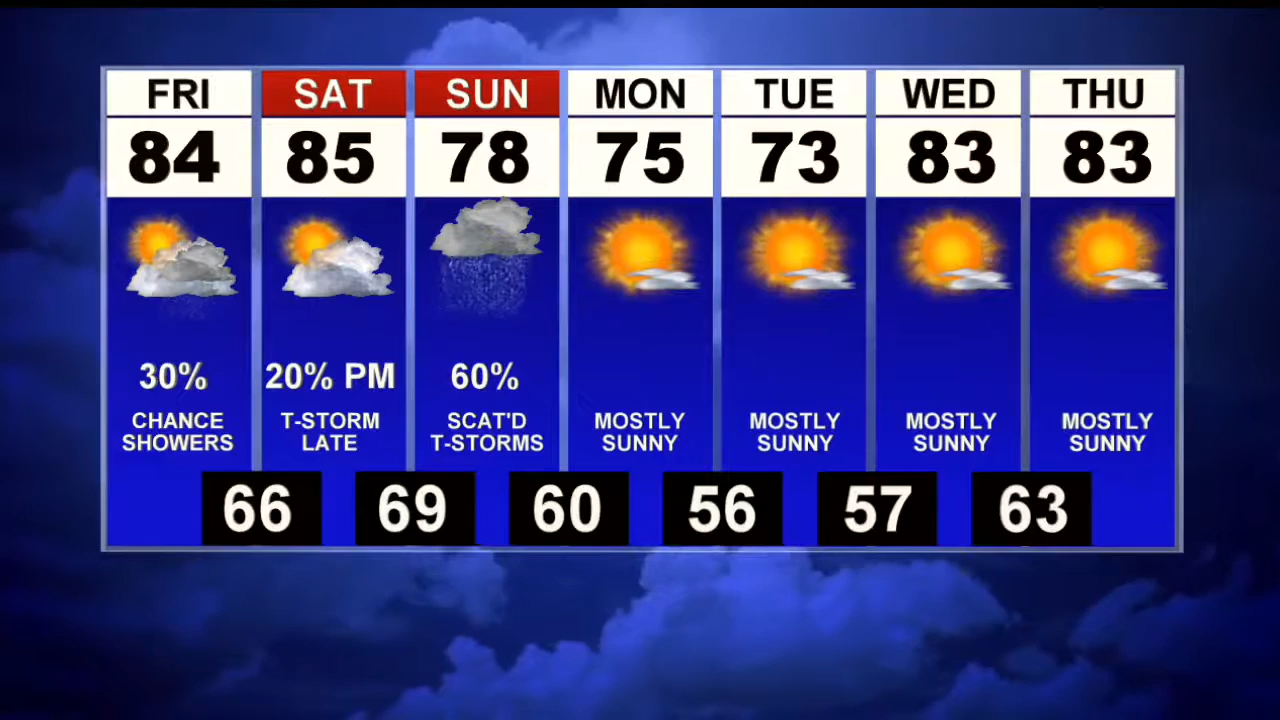 FRI SAT SUN MON TUE WED THU
84 85 78 75 73 83 83
30% 20% PM 60%
CHANCE T-STORM SCAT'D MOSTLY MOSTLY MOSTLY MOSTLY
SHOWERS LATE T-STORMS SUNNY SUNNY SUNNY SUNNY
66 69 60 56 57 63